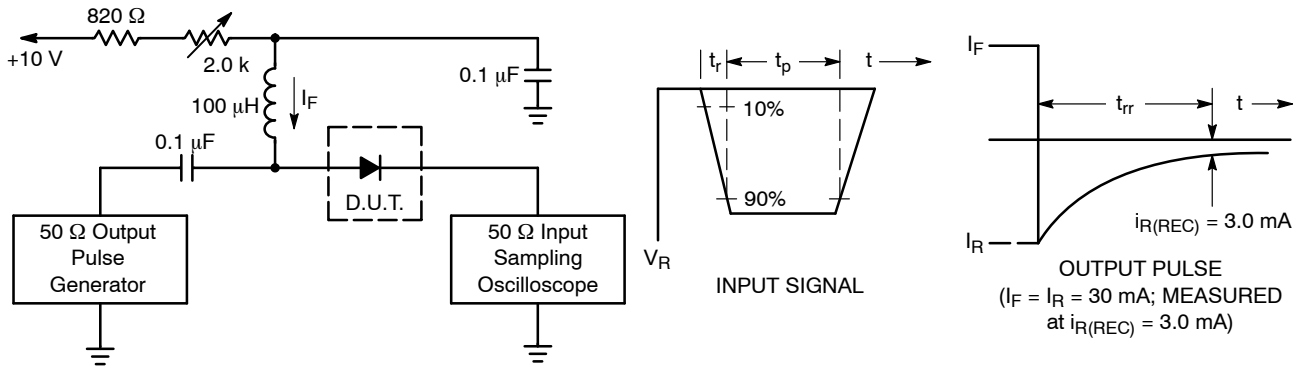 820 Ω
+10 V
2.0 k
100 μH
I_F
0.1 μF
0.1 μF
D.U.T.
50 Ω Output
Pulse
Generator
50 Ω Input
Sampling
Oscilloscope
t_r
t_p
t
10%
90%
V_R
INPUT SIGNAL
I_F
t_rr
t
I_R
i_R(REC) = 3.0 mA
OUTPUT PULSE
(I_F = I_R = 30 mA; MEASURED
at i_R(REC) = 3.0 mA)